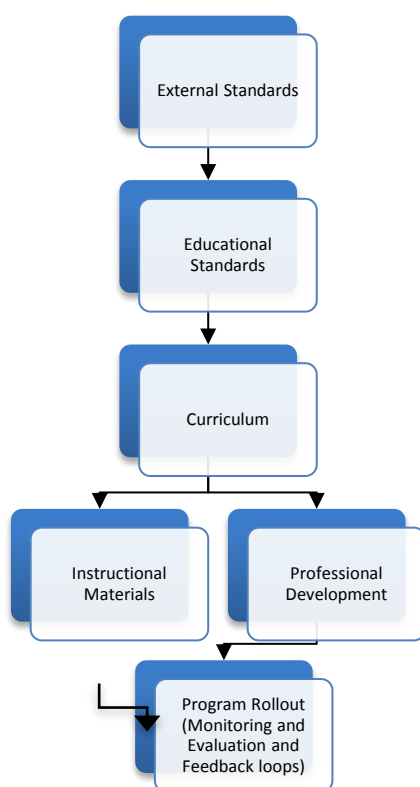 External Standards
Educational
Standards
Curriculum
Instructional
Materials
Professional
Development
Program Rollout
(Monitoring and
Evaluation and
Feedback loops)